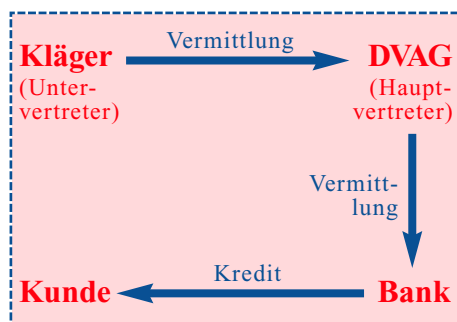 Vermittlung
Kläger
DVAG
(Unter-
vertreter)
(Haupt-
vertreter)
Vermitt-
lung
Kredit
Kunde
Bank